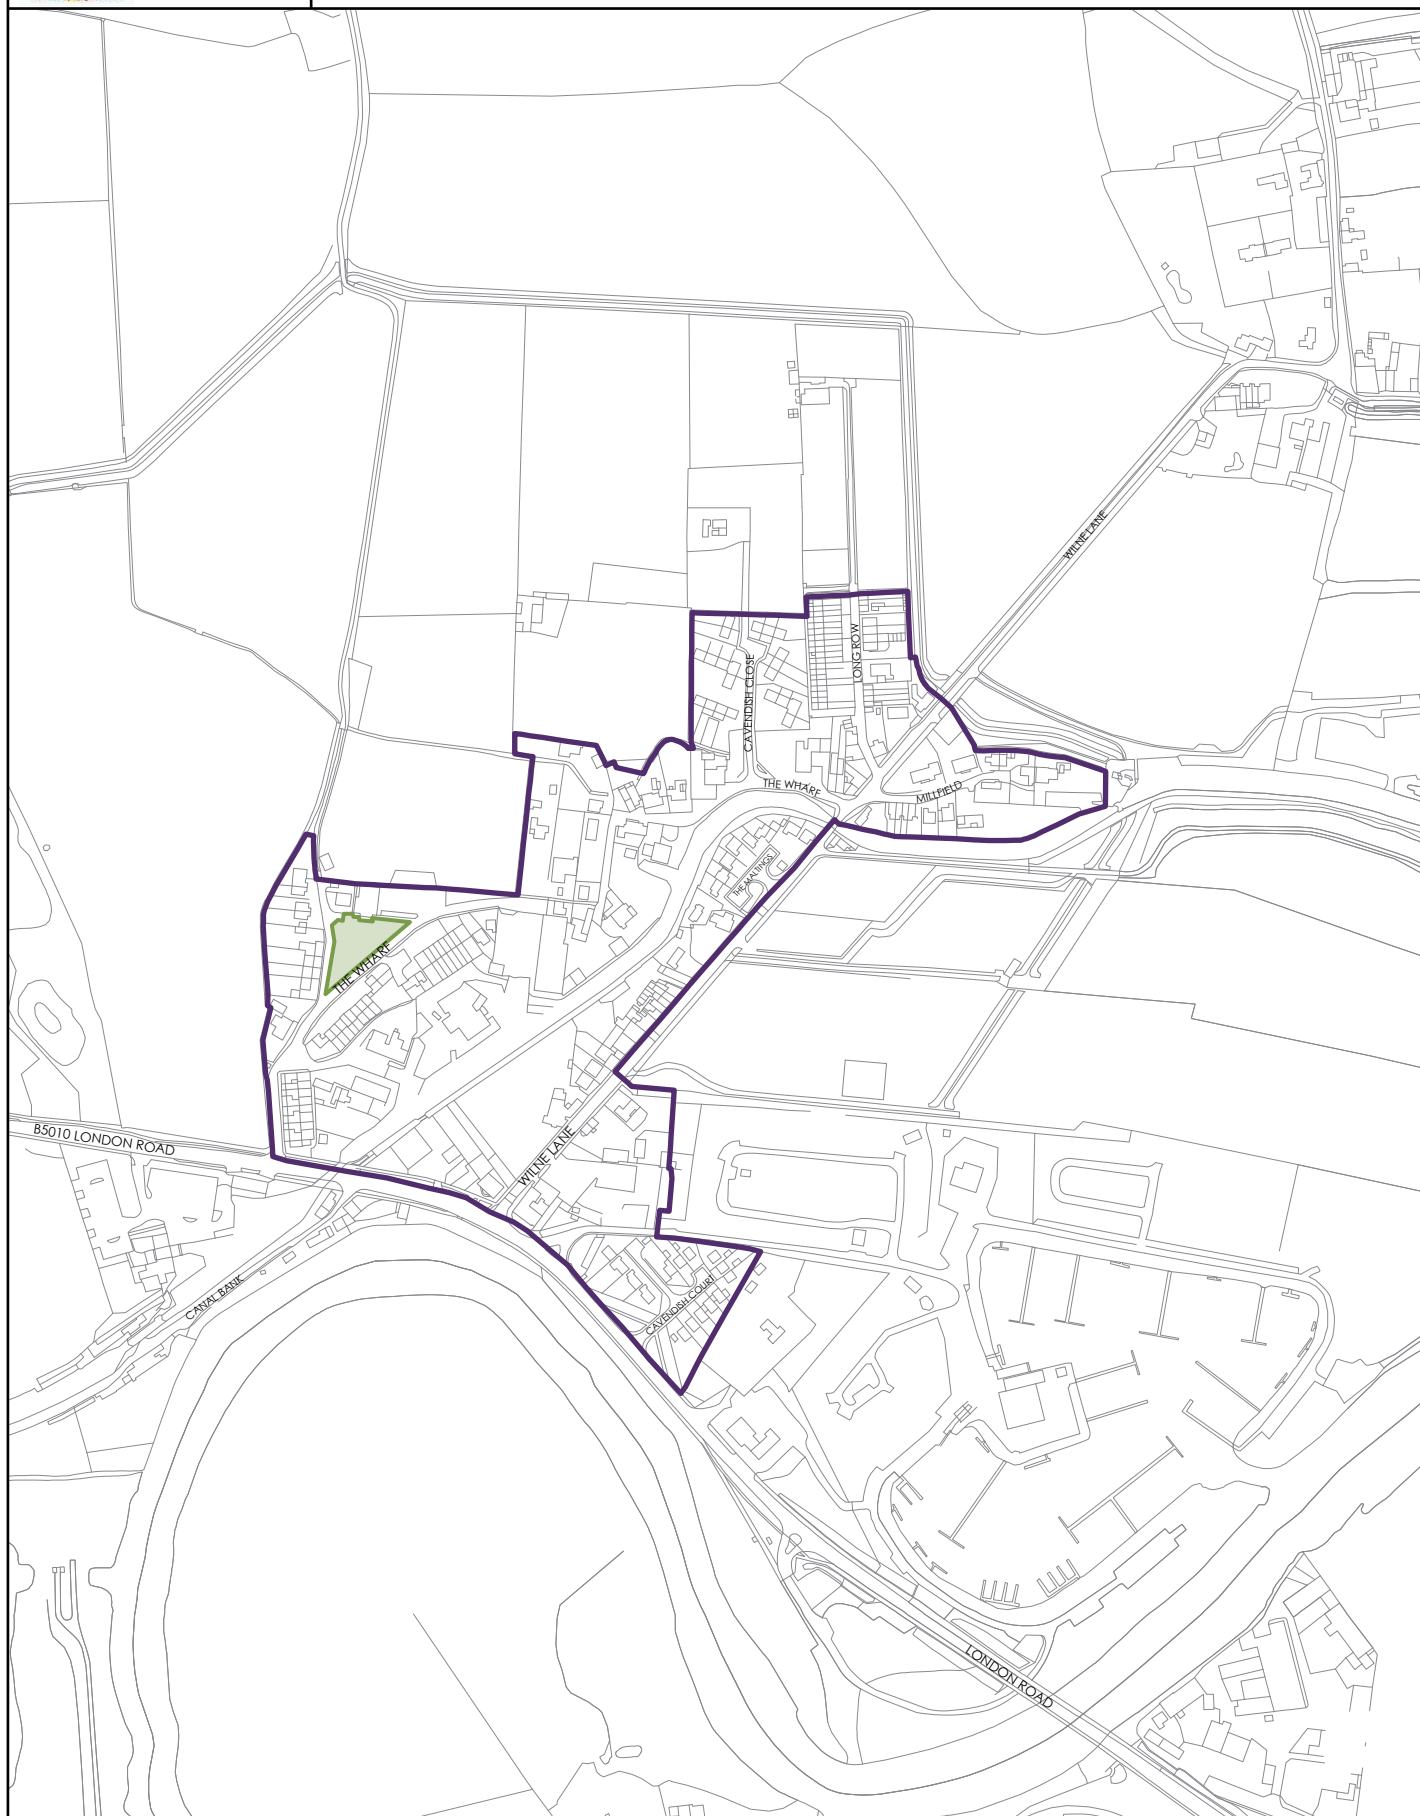 WILNE LANE
LONG ROW
CAVENDISH CLOSE
THE WHARF
MILLFIELD
THE MALTINGS
THE WHARF
B5010 LONDON ROAD
WILNE LANE
CANAL BANK
CAVENDISH COURT
LONDON ROAD